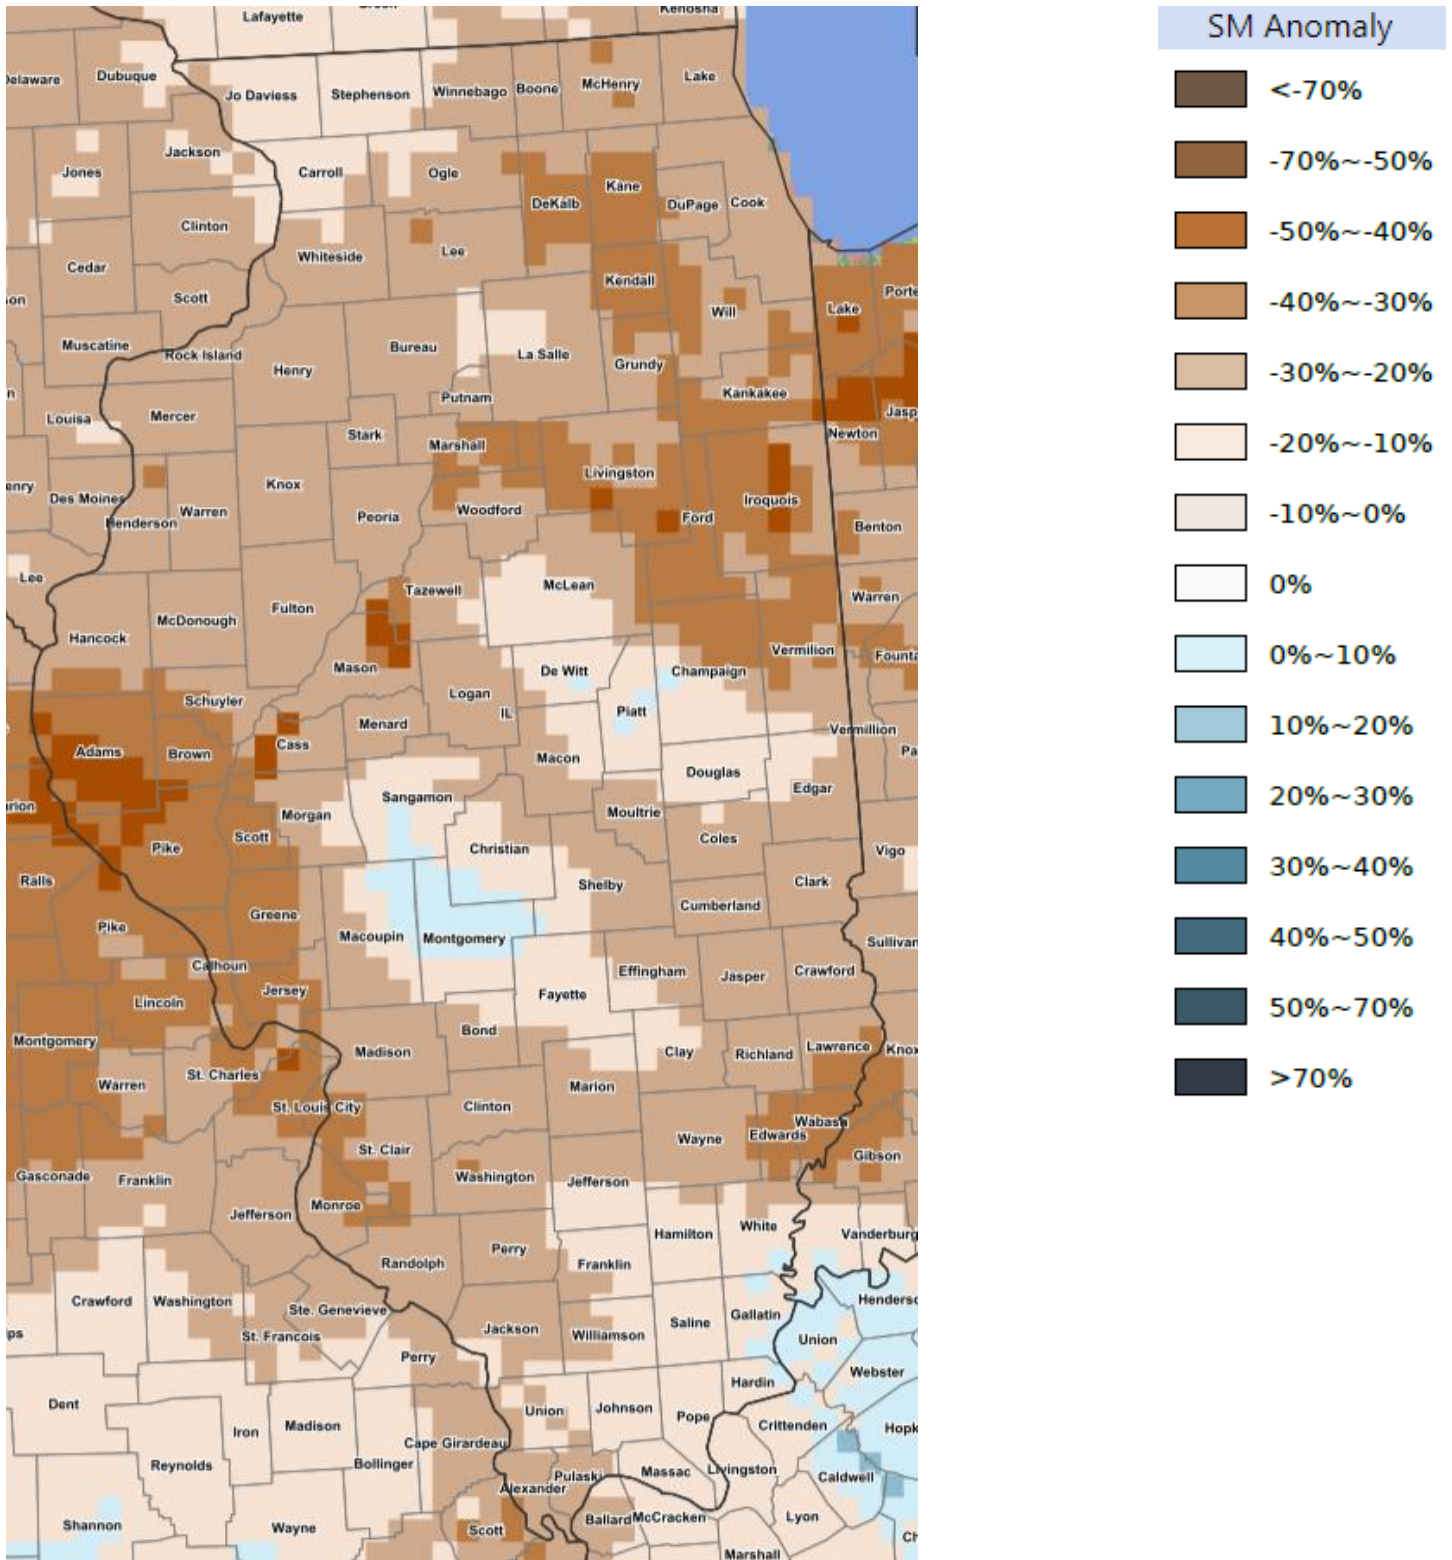 Lafayette
Kenosha
SM Anomaly
Delaware
Dubuque
Jo Daviess
Stephenson
Winnebago
Boone
McHenry
Lake
<-70%
Jones
Jackson
Carroll
Ogle
DeKalb
Kane
DuPage
Cook
-70%~-50%
Clinton
Whiteside
Lee
-50%~-40%
Cedar
Scott
Kendall
Will
Lake
Porte
-40%~-30%
Muscatine
Rock Island
Henry
Bureau
La Salle
Grundy
Kankakee
-30%~-20%
Louisa
Mercer
Stark
Putnam
Marshall
Newton
Jasp
-20%~-10%
enry
Des Moines
Henderson
Warren
Knox
Peoria
Woodford
Livingston
Ford
Iroquois
Benton
-10%~0%
Lee
Hancock
McDonough
Fulton
Tazewell
McLean
Warren
0%
Mason
Logan
IL
De Witt
Champaign
Vermilion
Founta
0%~10%
Schuyler
Menard
Piatt
Vermillion
10%~20%
Adams
Brown
Cass
Macon
Douglas
Edgar
Pa
20%~30%
arion
Pike
Scott
Morgan
Sangamon
Christian
Moultrie
Coles
Vigo
30%~40%
Ralls
Pike
Greene
Macoupin
Montgomery
Shelby
Cumberland
Clark
Sullivan
40%~50%
Calhoun
Jersey
Lincoln
Fayette
Effingham
Jasper
Crawford
50%~70%
Montgomery
Warren
St. Charles
Madison
Bond
Clay
Richland
Lawrence
Knox
>70%
St. Louis City
St. Clair
Clinton
Marion
Wayne
Edwards
Wabash
Gibson
Gasconade
Franklin
Jefferson
Monroe
Washington
Jefferson
Hamilton
White
Vanderburg
Randolph
Perry
Franklin
Crawford
Washington
Ste. Genevieve
St. Francois
Jackson
Williamson
Saline
Gallatin
Union
Henderso
ps
Perry
Hardin
Webster
Dent
Iron
Madison
Union
Johnson
Pope
Crittenden
Hopk
Reynolds
Bollinger
Cape Girardeau
Alexander
Pulaski
Massac
Livingston
Caldwell
Shannon
Wayne
Scott
Ballard
McCracken
Lyon
Marshall
Ch